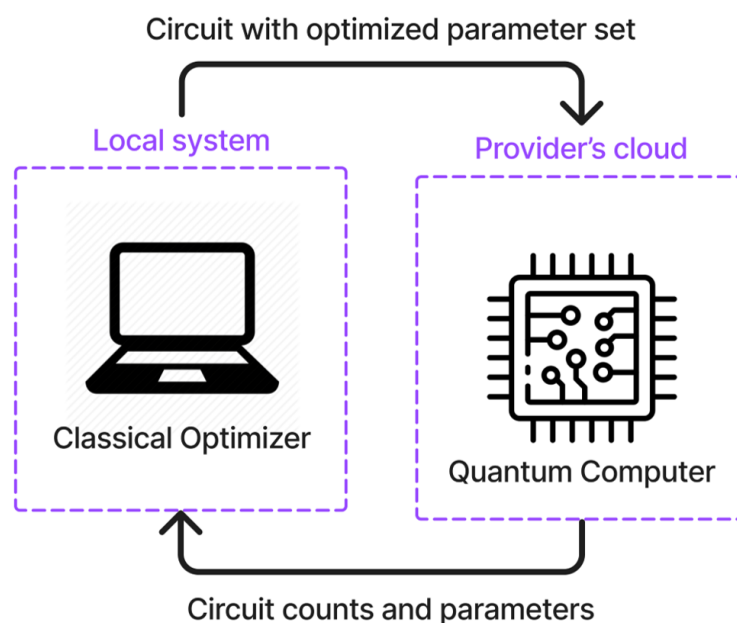 Circuit with optimized parameter set
Local system
Provider's cloud
Classical Optimizer
Quantum Computer
Circuit counts and parameters